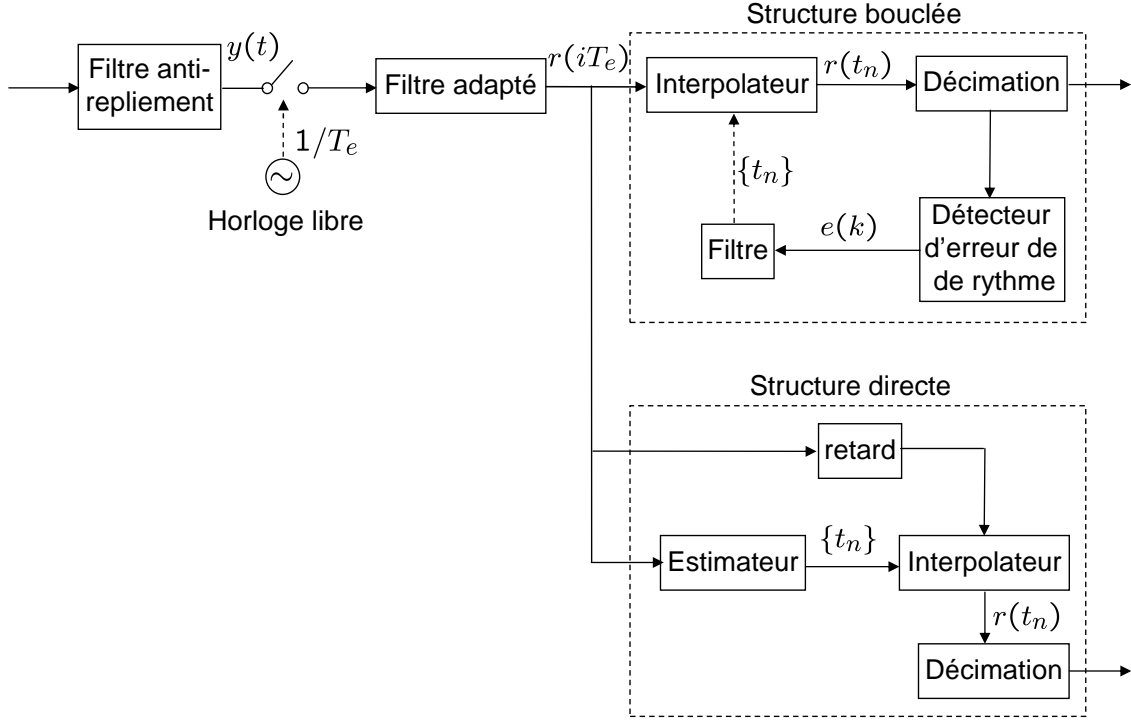 Structure bouclée
Filtre anti-
repliement
y(t)
Filtre adapté
r(iT_e)
Interpolateur
r(t_n)
Décimation
1/T_e
~
Horloge libre
{t_n}
Filtre
e(k)
Détecteur
d'erreur de
de rythme
Structure directe
retard
Estimateur
{t_n}
Interpolateur
r(t_n)
Décimation